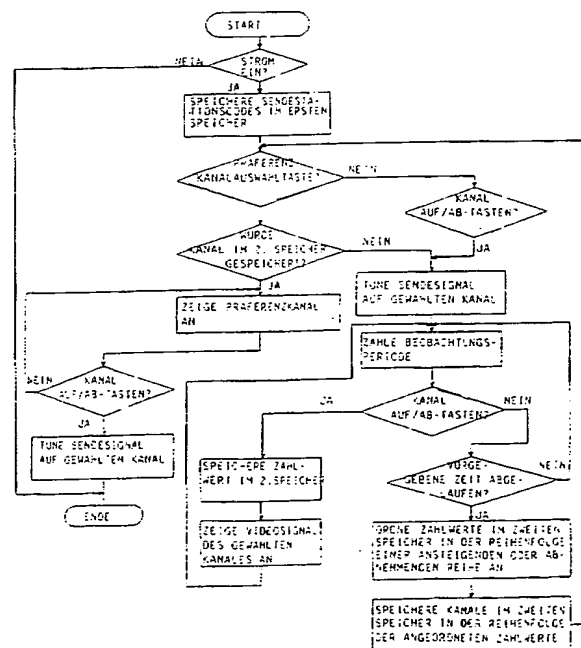 START
NEIN
STROM
EIN?
JA
SPEICHERE SENDESTA-
TIONSCODES IM ERSTEN
SPEICHER
PRÄFERENZ
KANALAUSWAHLTASTE?
NEIN
KANAL
AUF/AB-TASTEN?
JA
WURDE
KANAL IM 2. SPEICHER
GESPEICHERT?
NEIN
JA
TUNE SENDESIGNAL
AUF GEWÄHLTEN KANAL
ZEIGE PRÄFERENZKANAL
AN
ZÄHLE BEOBACHTUNGS-
PERIODE
NEIN
KANAL
AUF/AB-TASTEN?
JA
JA
KANAL
AUF/AB-TASTEN?
NEIN
TUNE SENDESIGNAL
AUF GEWÄHLTEN KANAL
ENDE
SPEICHERE ZÄHL-
WERT IM 2.SPEICHER
VORGE-
GEBENE ZEIT ABGE-
LAUFEN?
NEIN
JA
ZEIGE VIDEOSIGNAL
DES GEWÄHLTEN
KANALES AN
ORDNE ZÄHLWERTE IM ZWEITEN
SPEICHER IN DER REIHENFOLGE
EINER ANSTEIGENDEN ODER AB-
NEHMENDEN REIHE AN
SPEICHERE KANÄLE IM ZWEITEN
SPEICHER IN DER REIHENFOLGE
DER ANGEORDNETEN ZÄHLWERTE